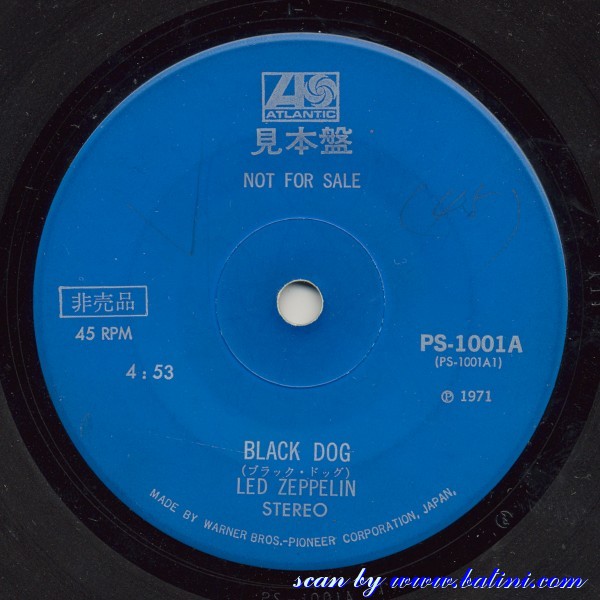 ATLANTIC
見本盤
NOT FOR SALE
非売品
45 RPM
4:53
PS-1001A
(PS-1001A1)
Ⓟ 1971
BLACK DOG
(ブラック・ドッグ)
LED ZEPPELIN
STEREO
MADE BY WARNER BROS.-PIONEER CORPORATION, JAPAN.
scan by www.batini.com